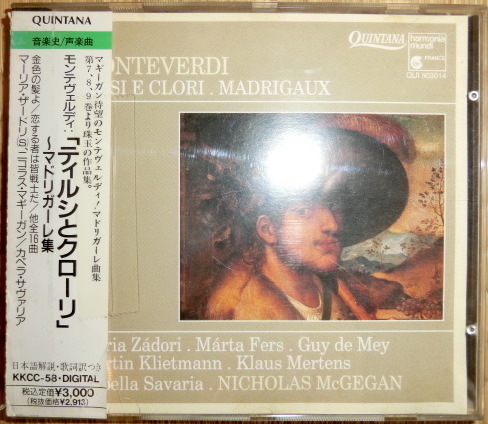 QUINTANA
音楽史/声楽曲
マギーガン待望のモンテヴェルディ/マドリガーレ曲集
第7、8、9巻より珠玉の作品集。
モンテヴェルディ:「ティルシとクローリ」
〜マドリガーレ集
金色の髪よ/恋する者は皆戦士だ/他全16曲
マーリア・ザードリ(S)、ニコラス・マギーガン/カペラ・サヴァリア
日本語解説・歌詞訳つき
KKCC-58・DIGITAL
税込定価¥3,000
(税抜価格¥2,913)
QUINTANA
harmonia
mundi
FRANCE
QUI 903014
ONTEVERDI
SI E CLORI . MADRIGAUX
ria Zádori . Márta Fers . Guy de Mey
rtin Klietmann . Klaus Mertens
pella Savaria . NICHOLAS McGEGAN